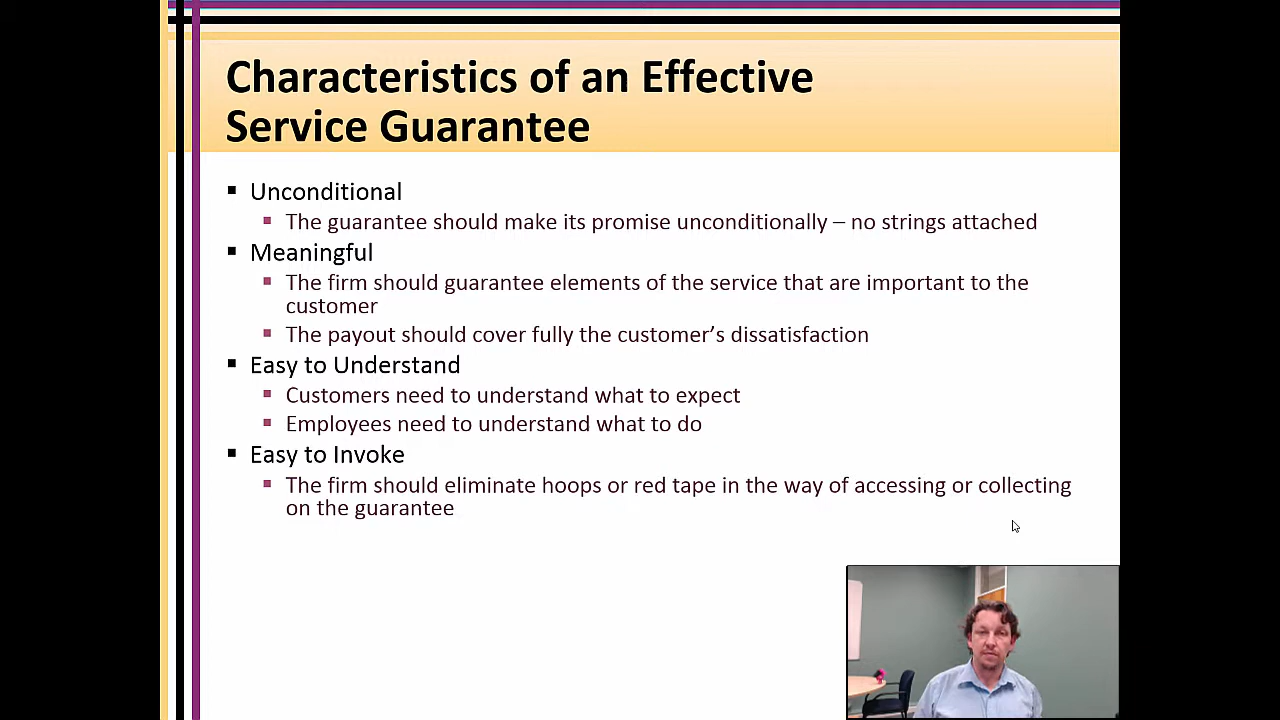 Characteristics of an Effective
Service Guarantee
▪ Unconditional
▪ The guarantee should make its promise unconditionally – no strings attached
▪ Meaningful
▪ The firm should guarantee elements of the service that are important to the
customer
▪ The payout should cover fully the customer’s dissatisfaction
▪ Easy to Understand
▪ Customers need to understand what to expect
▪ Employees need to understand what to do
▪ Easy to Invoke
▪ The firm should eliminate hoops or red tape in the way of accessing or collecting
on the guarantee